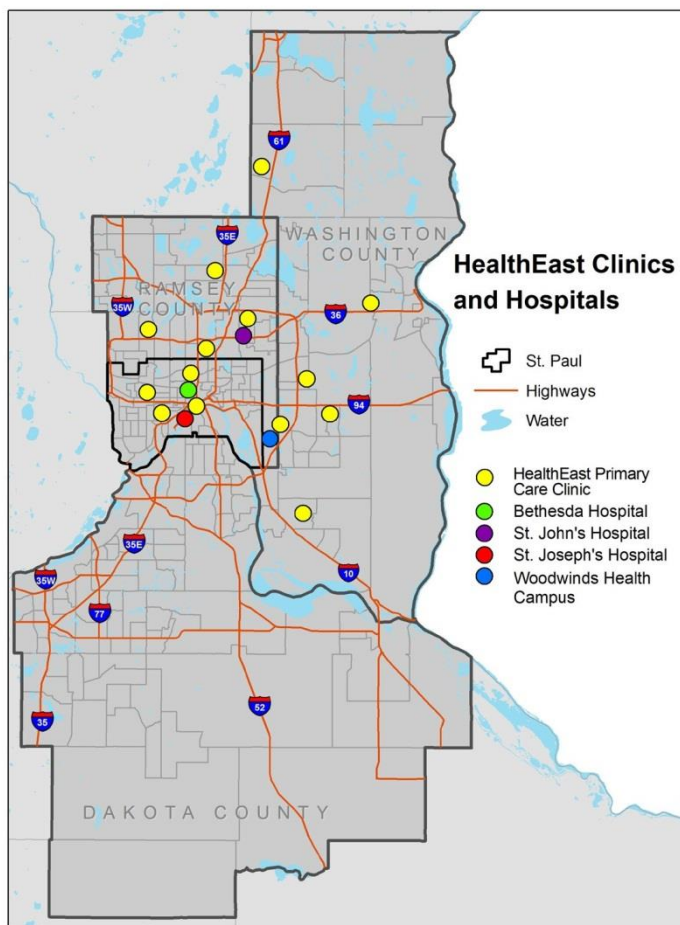 61
35E
WASHINGTON
COUNTY
HealthEast Clinics
and Hospitals
RAMSEY
COUNTY
35W
36
St. Paul
Highways
94
Water
HealthEast Primary
Care Clinic
Bethesda Hospital
St. John's Hospital
St. Joseph's Hospital
Woodwinds Health
Campus
35E
35W
10
77
52
35
DAKOTA COUNTY